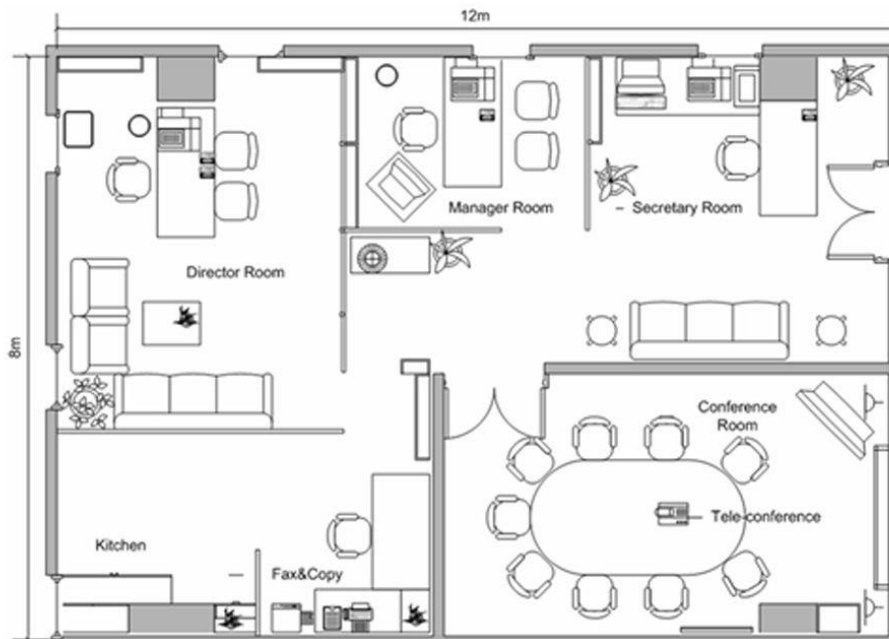 12m
Manager Room
Secretary Room
Director Room
8m
Conference
Room
Tele-conference
Kitchen
Fax&Copy